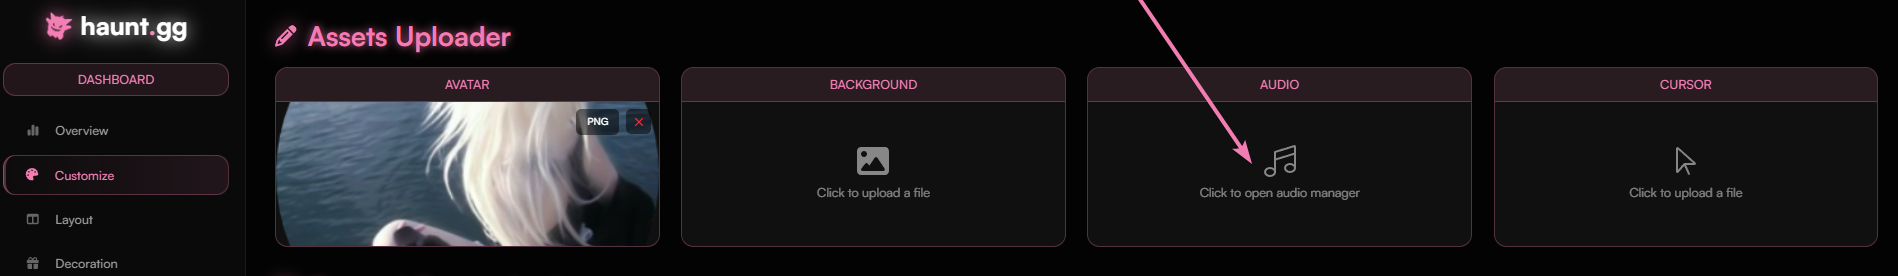 haunt.gg
DASHBOARD
Overview
Customize
Layout
Decoration
Assets Uploader
AVATAR
PNG
BACKGROUND
Click to upload a file
AUDIO
Click to open audio manager
CURSOR
Click to upload a file